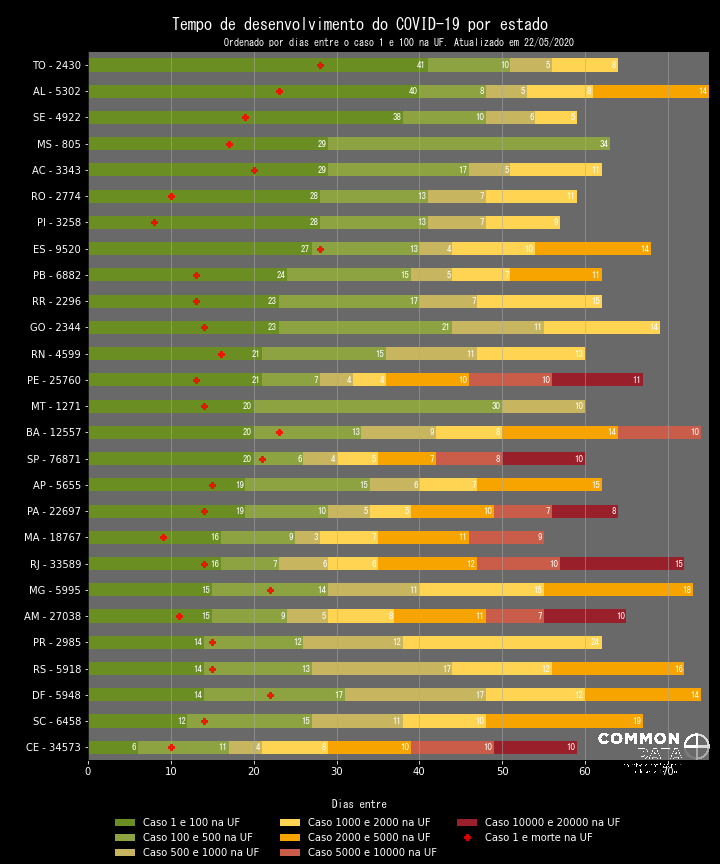 Tempo de desenvolvimento do COVID-19 por estado
Ordenado por dias entre o caso 1 e 100 na UF. Atualizado em 22/05/2020
TO - 2430 41 10 5 8
AL - 5302 40 8 5 8 14
SE - 4922 38 10 6 5
MS - 805 29 34
AC - 3343 29 17 5 11
RO - 2774 28 13 7 11
PI - 3258 28 13 7 9
ES - 9520 27 13 4 10 14
PB - 6882 24 15 5 7 11
RR - 2296 23 17 7 15
GO - 2344 23 21 11 14
RN - 4599 21 15 11 13
PE - 25760 21 7 4 4 10 10 11
MT - 1271 20 30 10
BA - 12557 20 13 9 8 14 10
SP - 76871 20 6 4 5 7 8 10
AP - 5655 19 15 6 7 15
PA - 22697 19 10 5 5 10 7 8
MA - 18767 16 9 3 7 11 9
RJ - 33589 16 7 6 6 12 10 15
MG - 5995 15 14 11 15 18
AM - 27038 15 9 5 8 11 7 10
PR - 2985 14 12 12 24
RS - 5918 14 13 17 12 16
DF - 5948 14 17 17 12 14
SC - 6458 12 15 11 10 19
CE - 34573 6 11 4 8 10 10 10
COMMON
DATA
0 10 20 30 40 50 60 70
Dias entre
Caso 1 e 100 na UF Caso 1000 e 2000 na UF Caso 10000 e 20000 na UF
Caso 100 e 500 na UF Caso 2000 e 5000 na UF Caso 1 e morte na UF
Caso 500 e 1000 na UF Caso 5000 e 10000 na UF